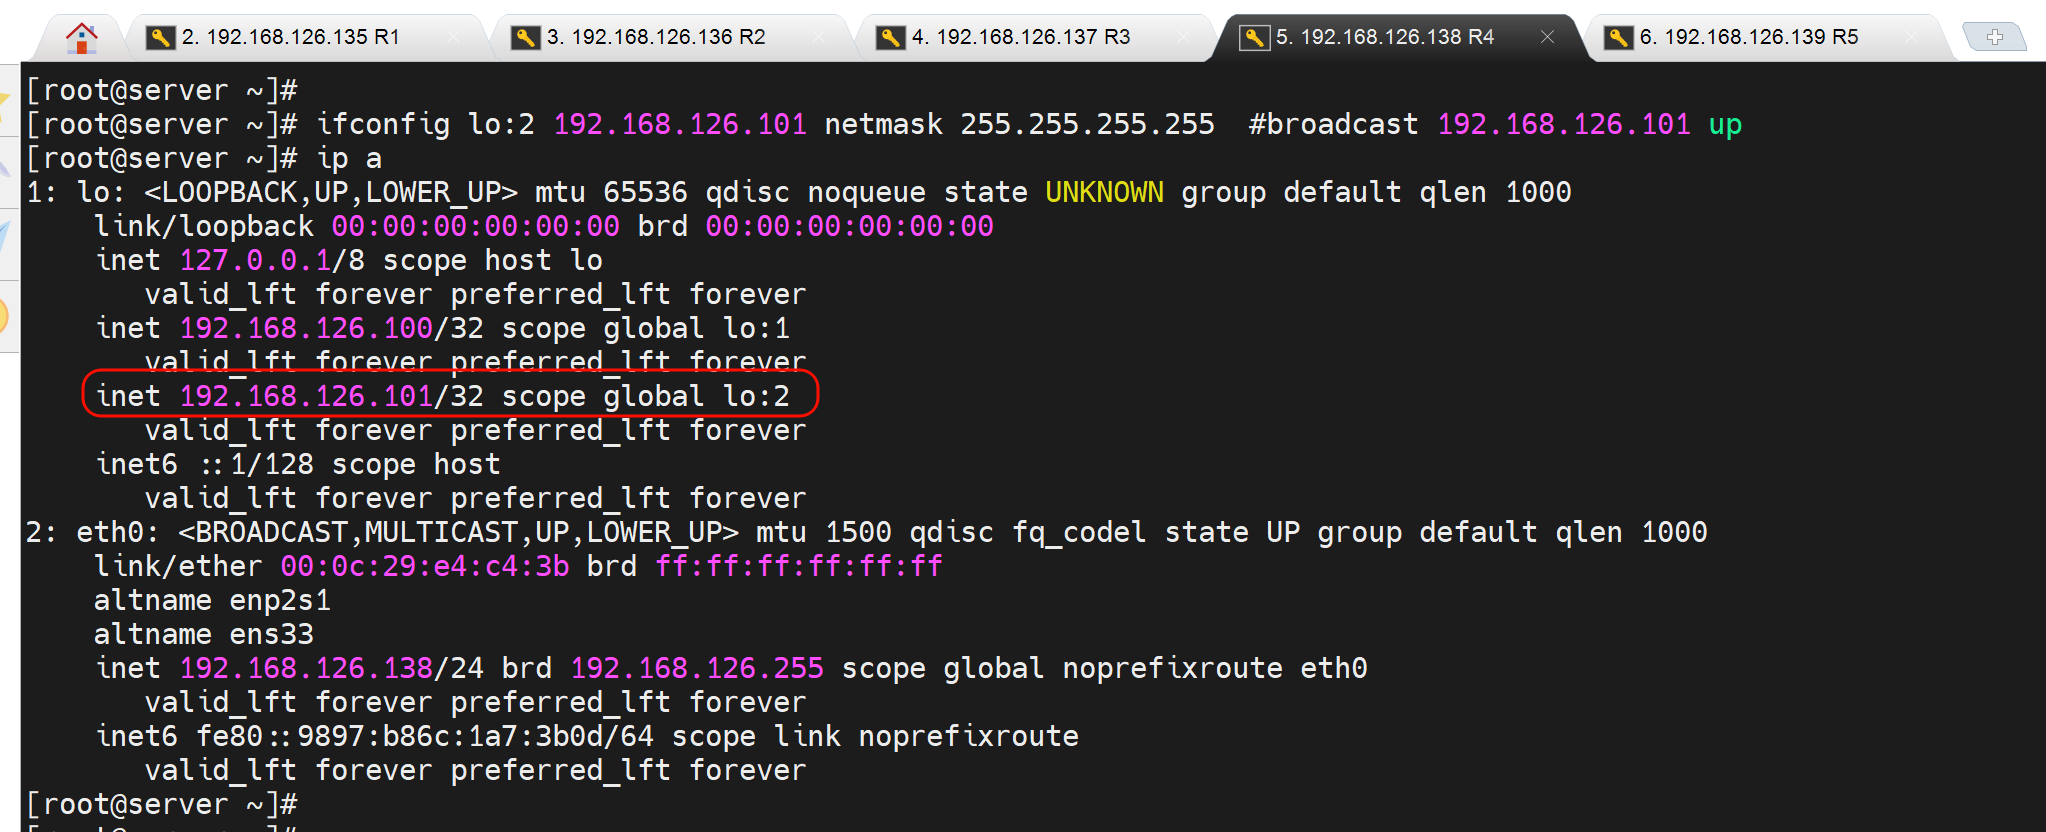 2. 192.168.126.135 R1
3. 192.168.126.136 R2
4. 192.168.126.137 R3
5. 192.168.126.138 R4
6. 192.168.126.139 R5
[root@server ~]#
[root@server ~]# ifconfig lo:2 192.168.126.101 netmask 255.255.255.255  #broadcast 192.168.126.101 up
[root@server ~]# ip a
1: lo: <LOOPBACK,UP,LOWER_UP> mtu 65536 qdisc noqueue state UNKNOWN group default qlen 1000
    link/loopback 00:00:00:00:00:00 brd 00:00:00:00:00:00
    inet 127.0.0.1/8 scope host lo
       valid_lft forever preferred_lft forever
    inet 192.168.126.100/32 scope global lo:1
       valid_lft forever preferred_lft forever
    inet 192.168.126.101/32 scope global lo:2
       valid_lft forever preferred_lft forever
    inet6 ::1/128 scope host
       valid_lft forever preferred_lft forever
2: eth0: <BROADCAST,MULTICAST,UP,LOWER_UP> mtu 1500 qdisc fq_codel state UP group default qlen 1000
    link/ether 00:0c:29:e4:c4:3b brd ff:ff:ff:ff:ff:ff
    altname enp2s1
    altname ens33
    inet 192.168.126.138/24 brd 192.168.126.255 scope global noprefixroute eth0
       valid_lft forever preferred_lft forever
    inet6 fe80::9897:b86c:1a7:3b0d/64 scope link noprefixroute
       valid_lft forever preferred_lft forever
[root@server ~]#
[root@server ~]#